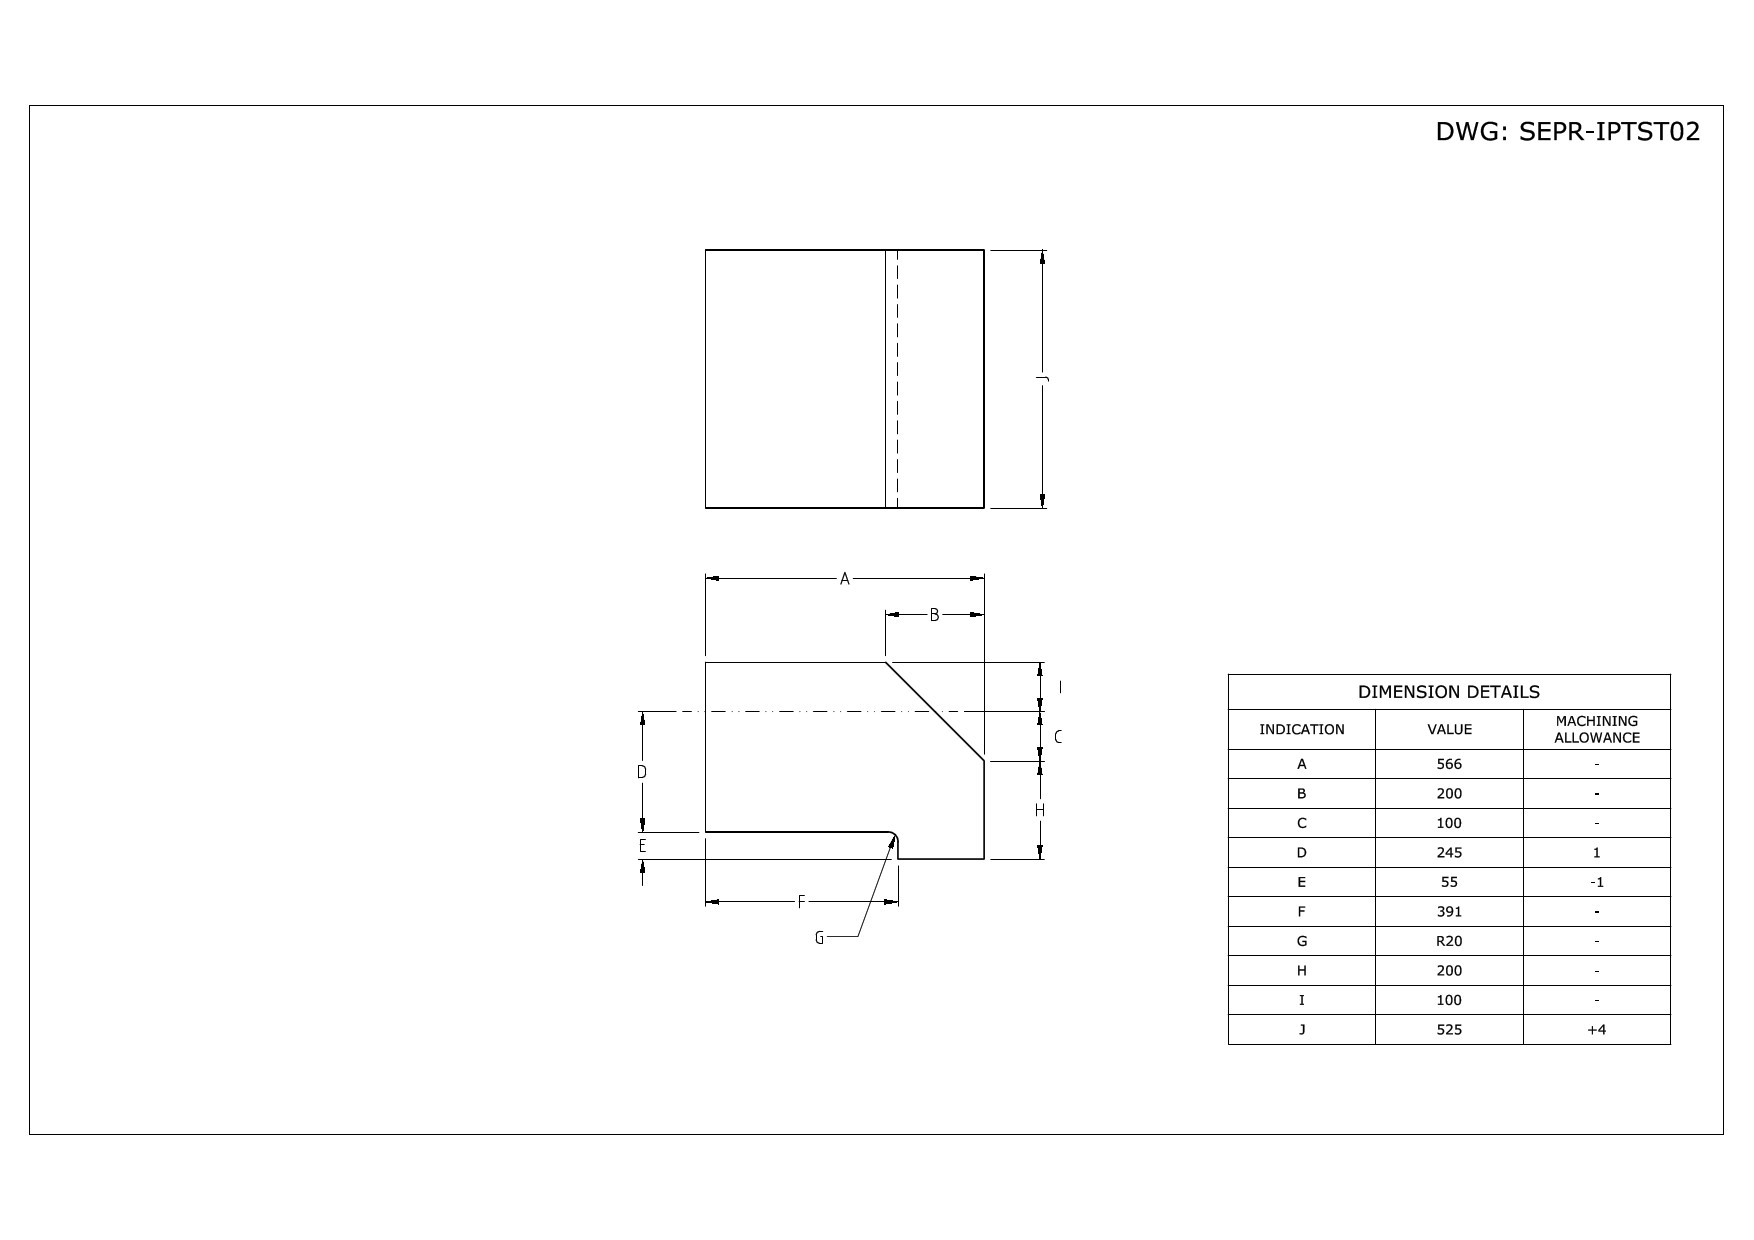 DWG: SEPR-IPTST02
J
A
B
I
C
D
H
E
F
G
DIMENSION DETAILS
INDICATION VALUE MACHINING ALLOWANCE
A 566 -
B 200 -
C 100 -
D 245 1
E 55 -1
F 391 -
G R20 -
H 200 -
I 100 -
J 525 +4